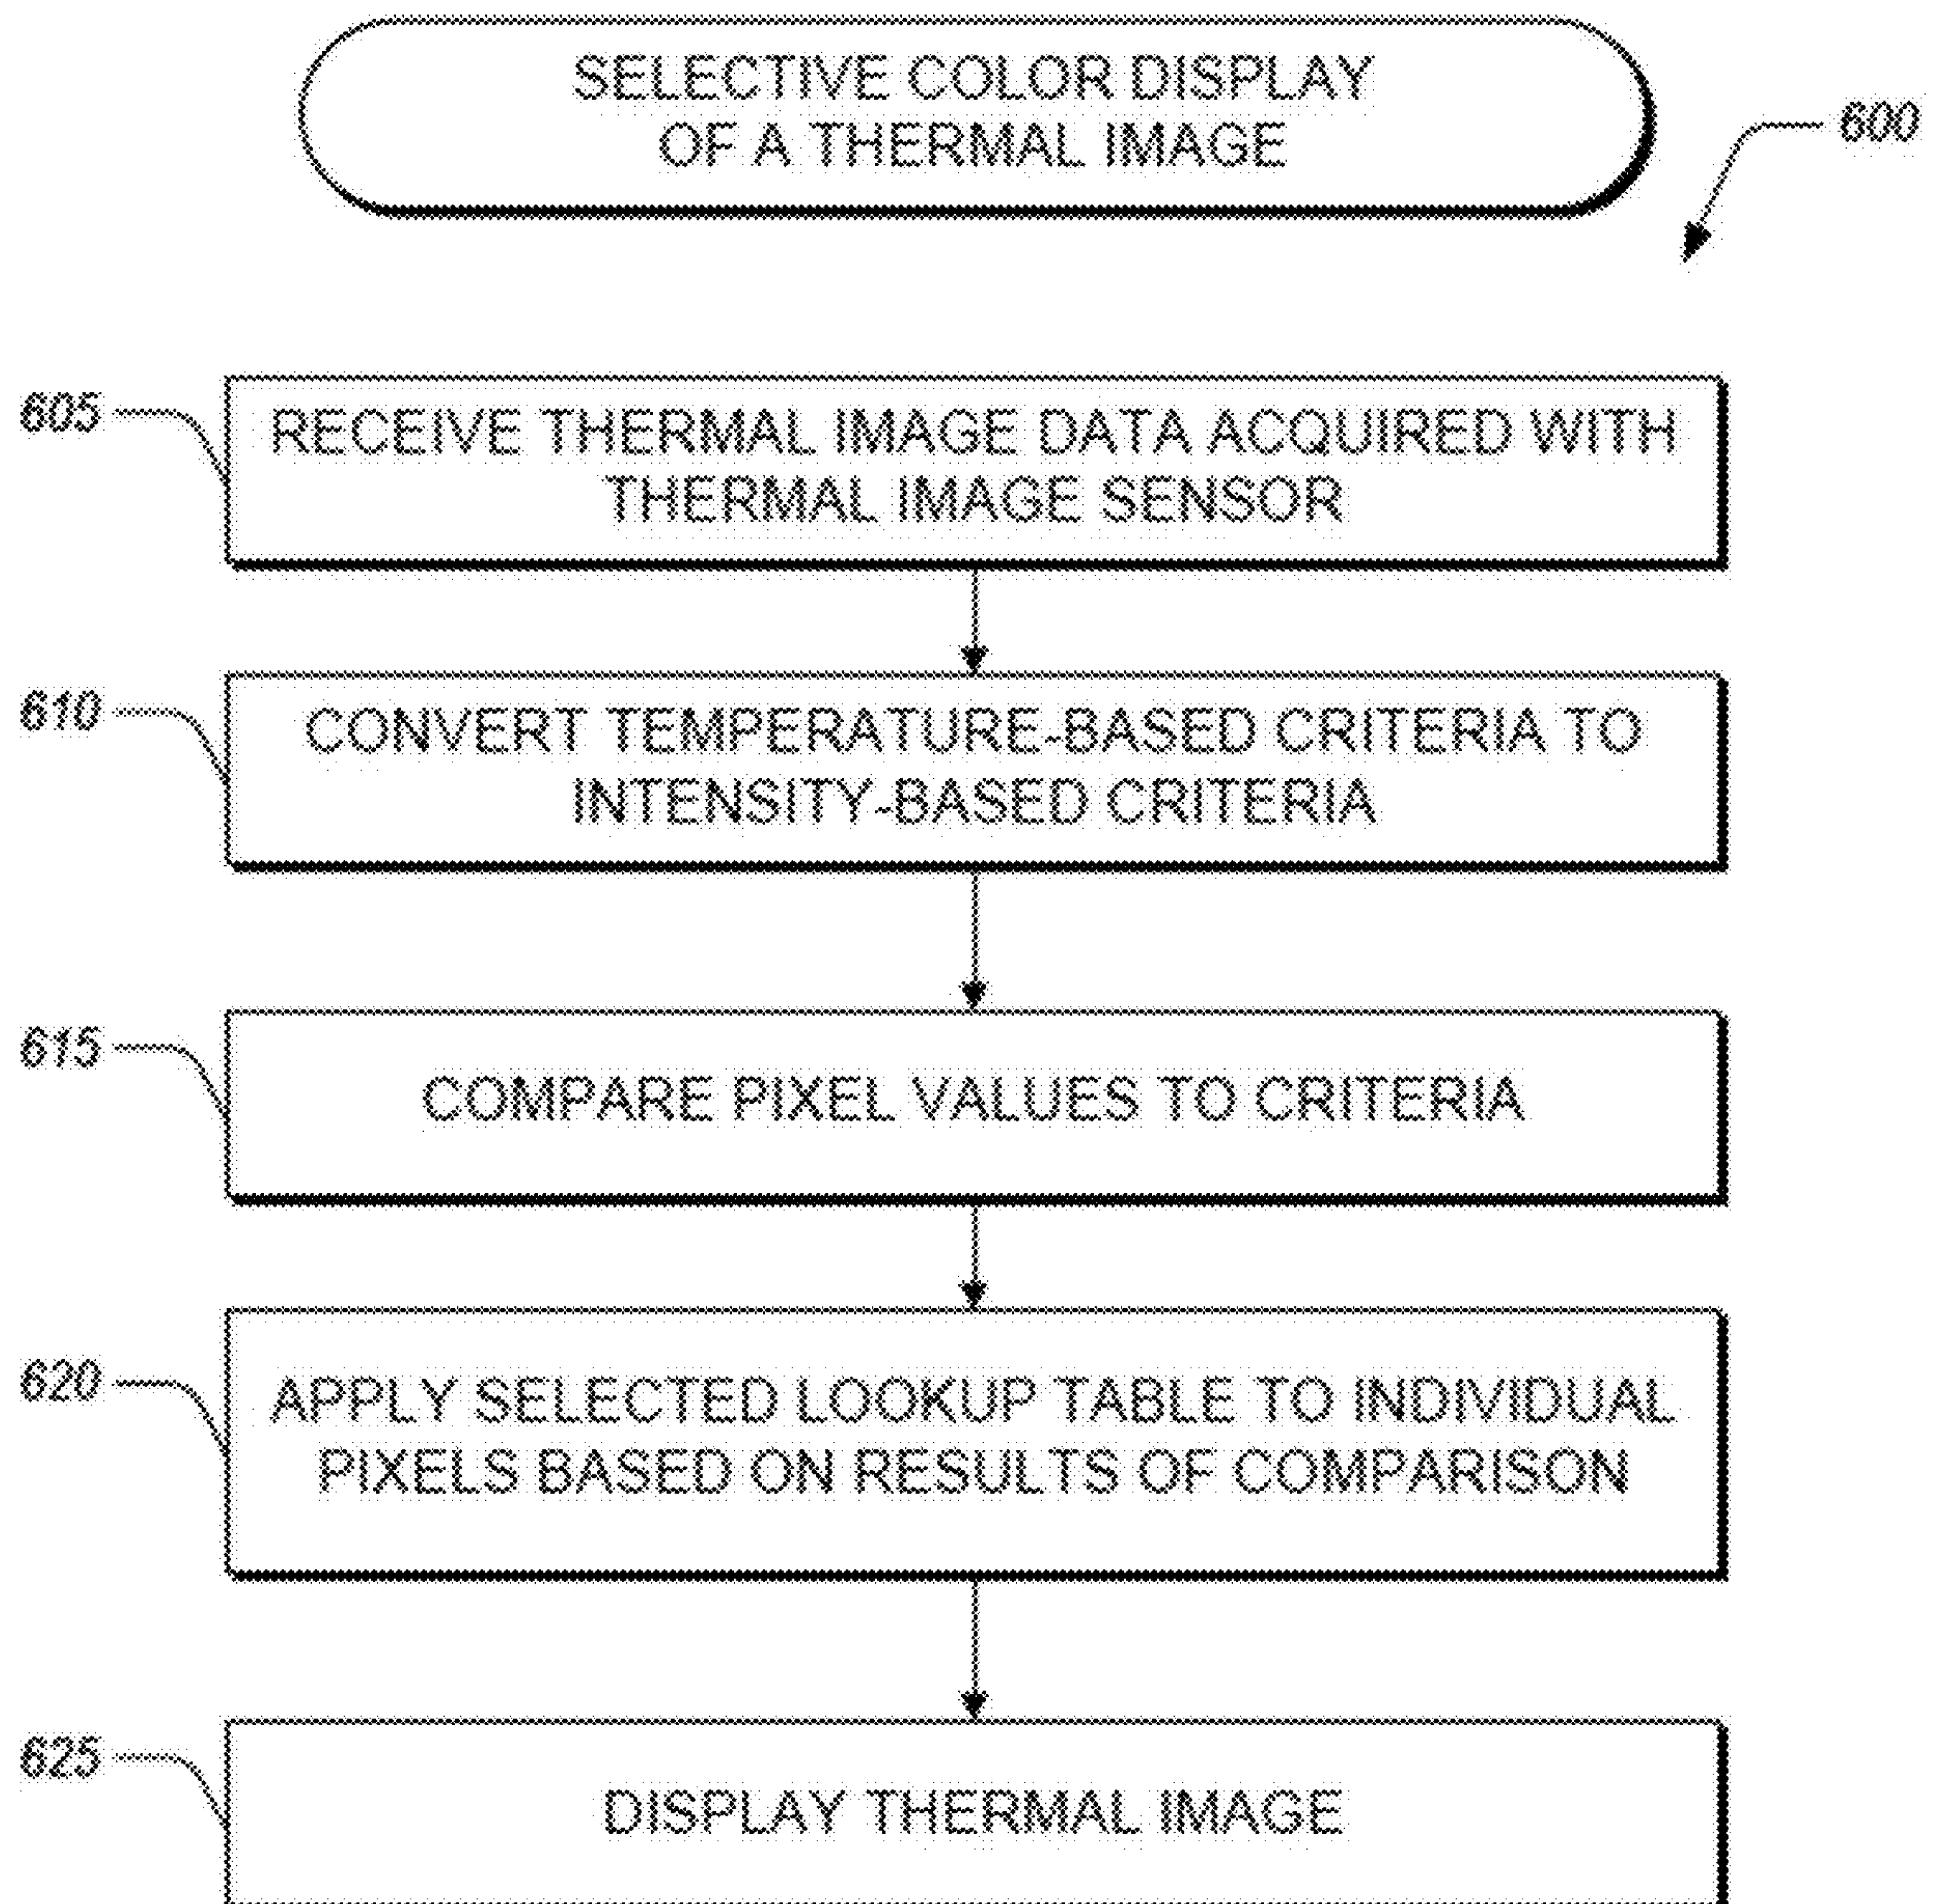 SELECTIVE COLOR DISPLAY
OF A THERMAL IMAGE
600
605
RECEIVE THERMAL IMAGE DATA ACQUIRED WITH
THERMAL IMAGE SENSOR
610
CONVERT TEMPERATURE-BASED CRITERIA TO
INTENSITY-BASED CRITERIA
615
COMPARE PIXEL VALUES TO CRITERIA
620
APPLY SELECTED LOOKUP TABLE TO INDIVIDUAL
PIXELS BASED ON RESULTS OF COMPARISON
625
DISPLAY THERMAL IMAGE